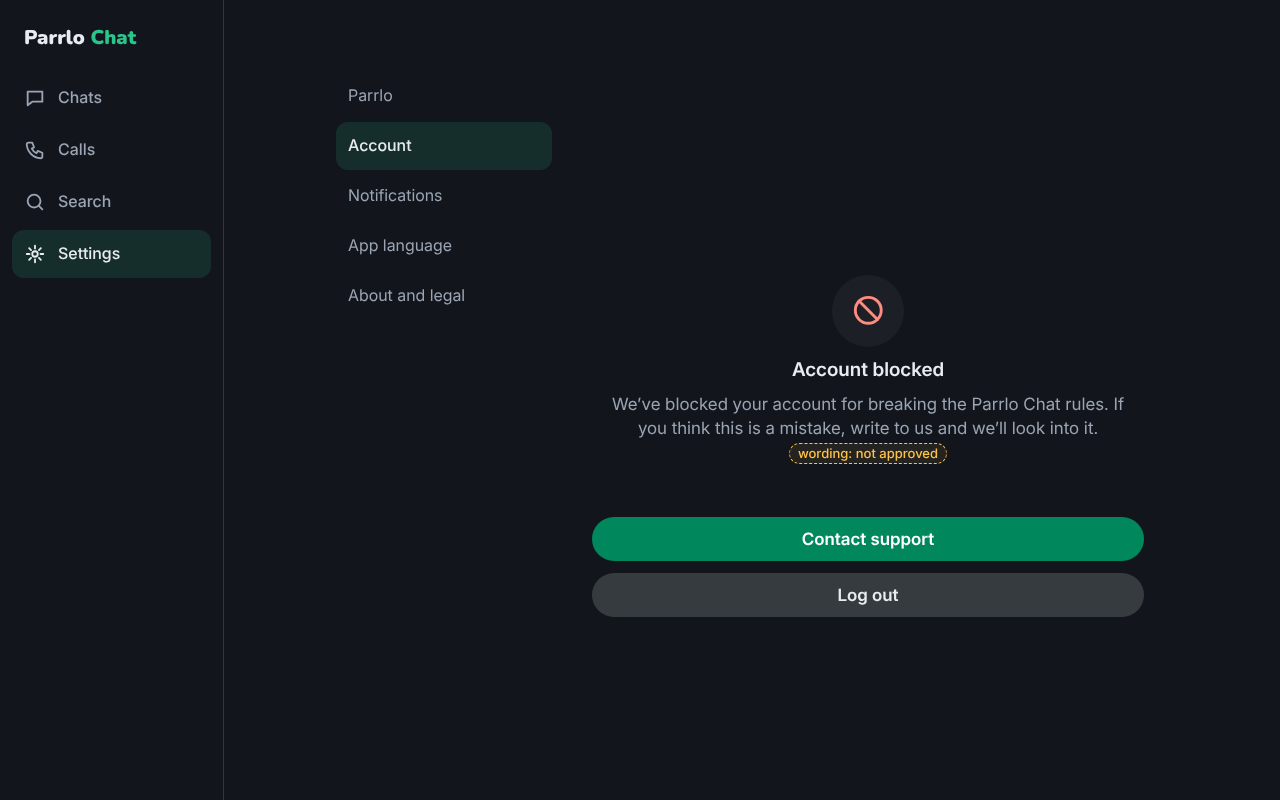 Parrlo Chat
Chats
Calls
Search
Settings
Parrlo
Account
Notifications
App language
About and legal
Account blocked
We’ve blocked your account for breaking the Parrlo Chat rules. If
you think this is a mistake, write to us and we’ll look into it.
wording: not approved
Contact support
Log out